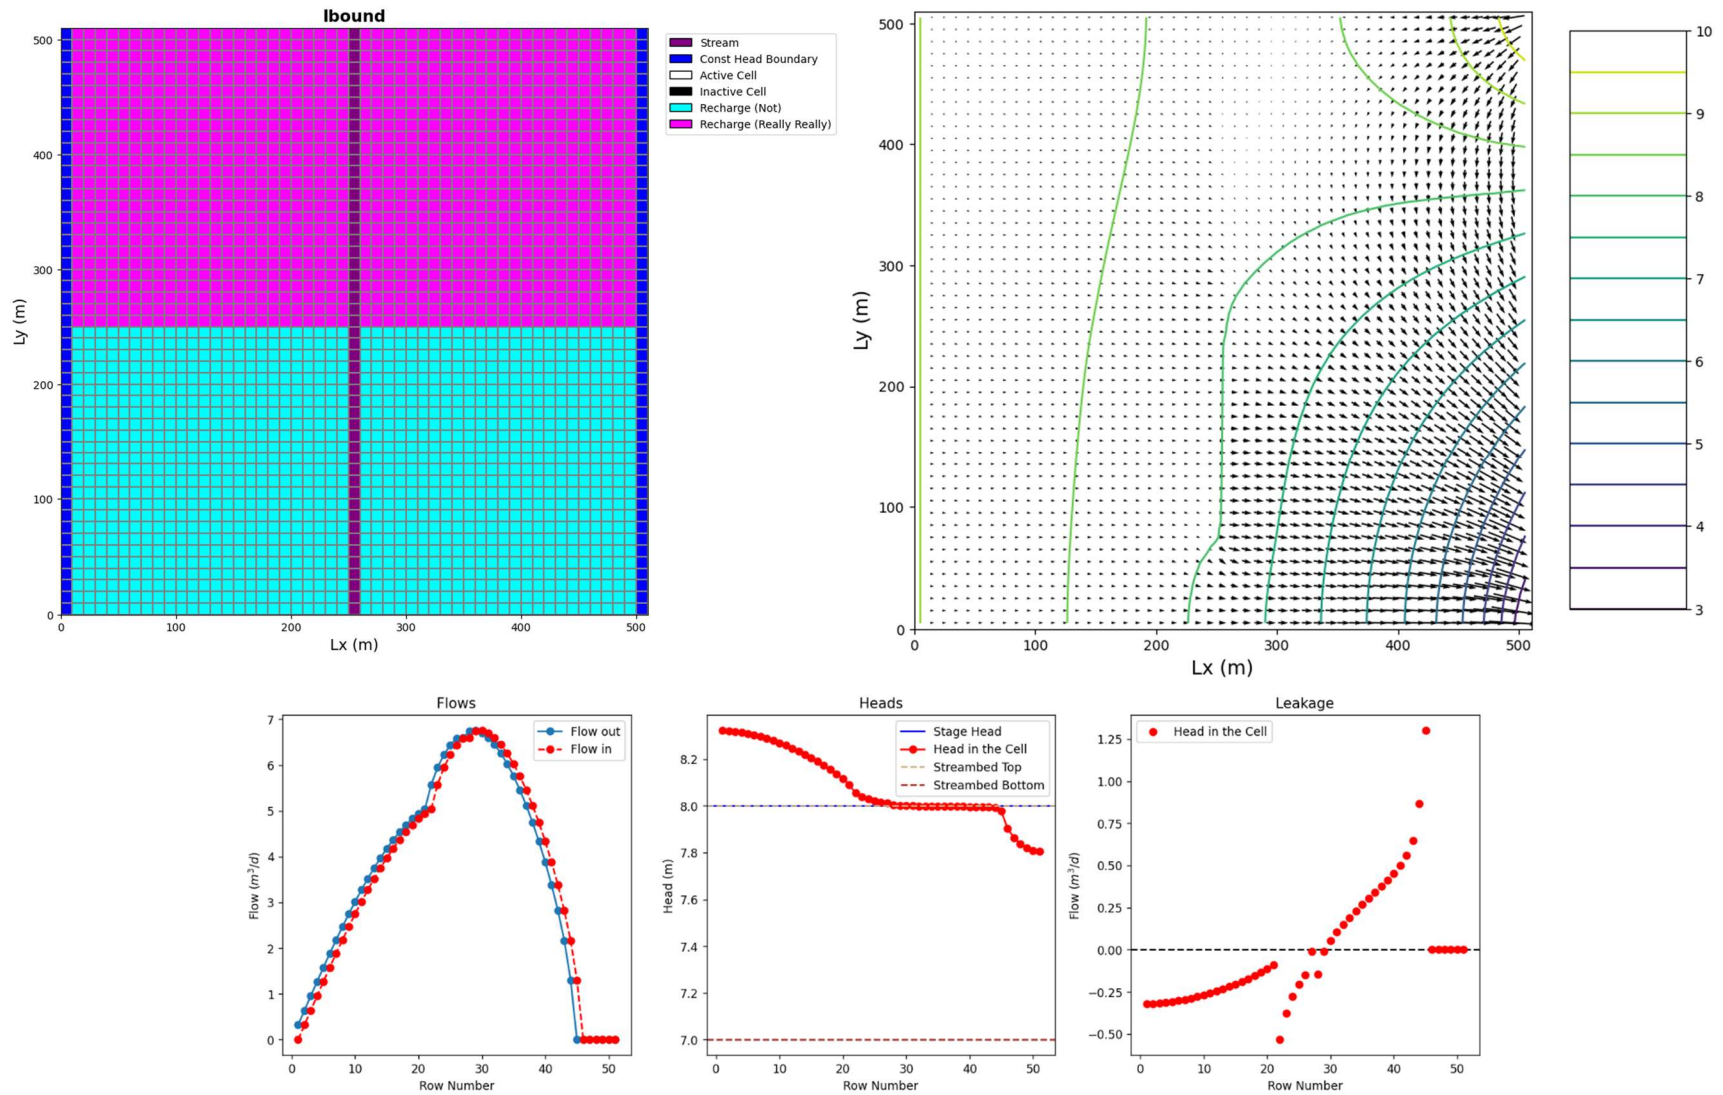 Ibound
500
400
300
200
100
0
Ly (m)
0 100 200 300 400 500
Lx (m)
Stream
Const Head Boundary
Active Cell
Inactive Cell
Recharge (Not)
Recharge (Really Really)
500
400
300
200
100
0
Ly (m)
0 100 200 300 400 500
Lx (m)
10
9
8
7
6
5
4
3
Flows
7
6
5
4
3
2
1
0
Flow (m³/d)
Flow out
Flow in
0 10 20 30 40 50
Row Number
Heads
8.2
8.0
7.8
7.6
7.4
7.2
7.0
Head (m)
Stage Head
Head in the Cell
Streambed Top
Streambed Bottom
0 10 20 30 40 50
Row Number
Leakage
1.25
1.00
0.75
0.50
0.25
0.00
−0.25
−0.50
Flow (m³/d)
Head in the Cell
0 10 20 30 40 50
Row Number